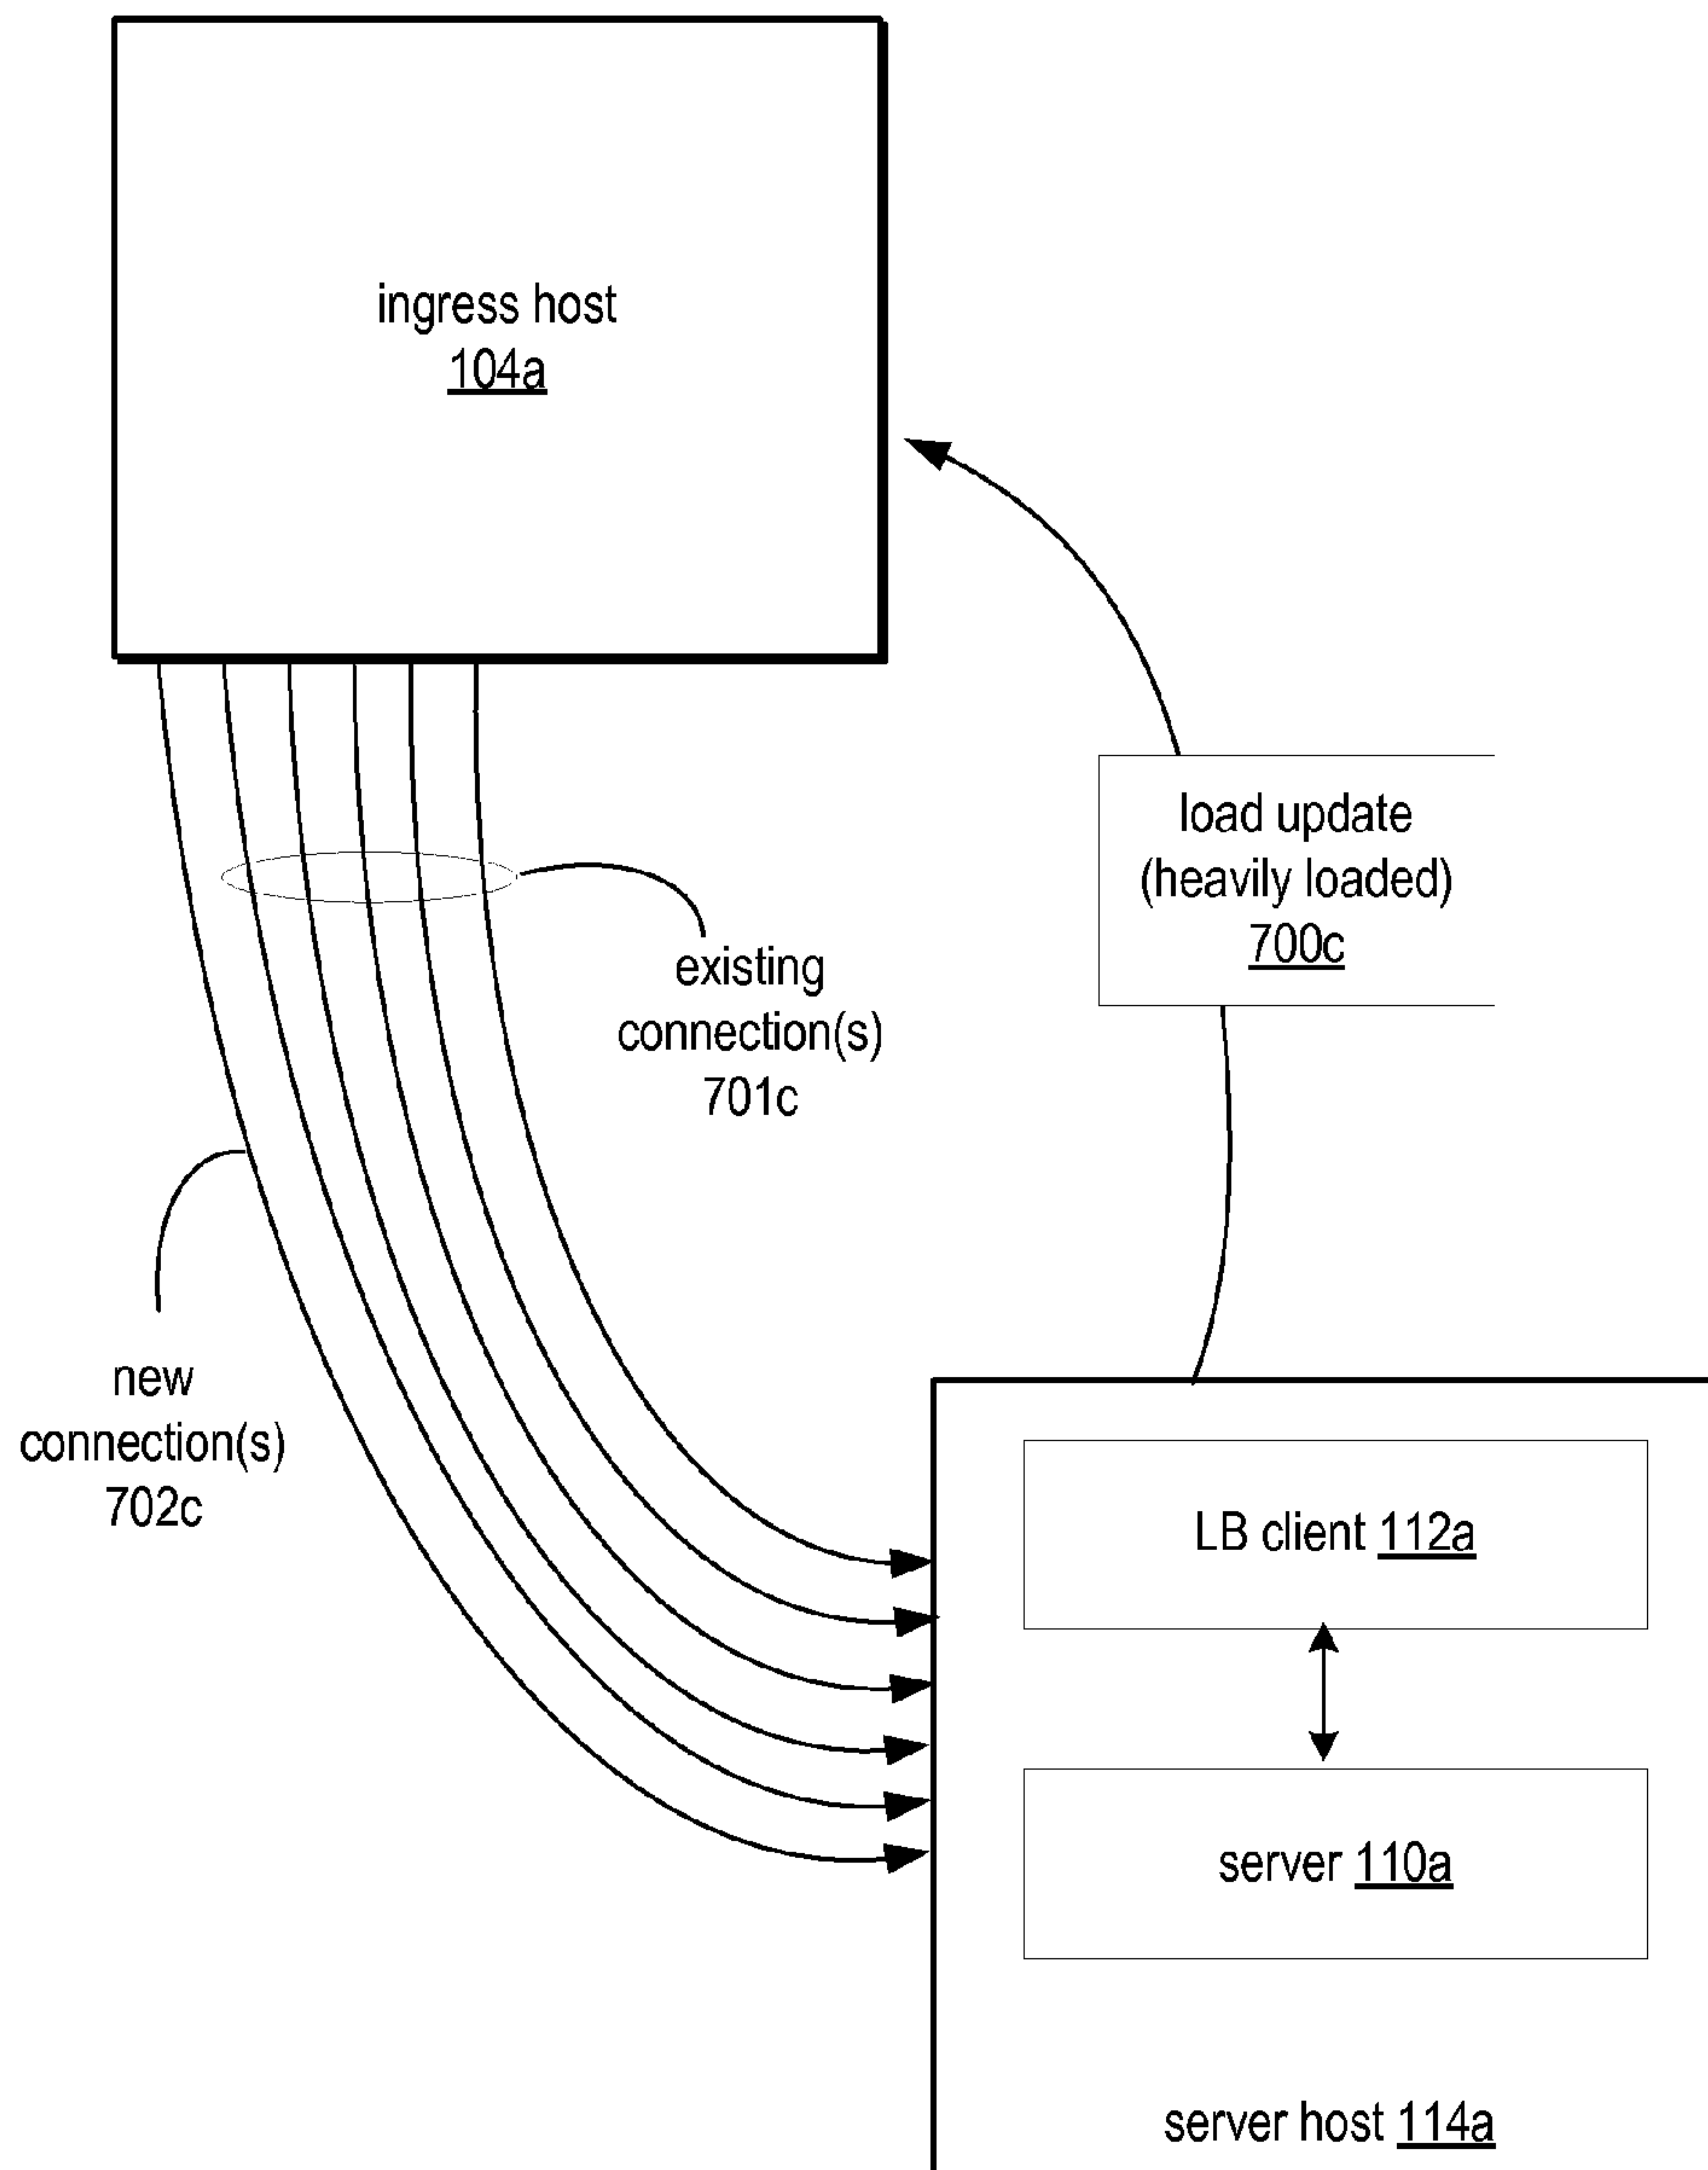 ingress host
104a
load update
(heavily loaded)
700c
existing
connection(s)
701c
new
connection(s)
702c
LB client 112a
server 110a
server host 114a